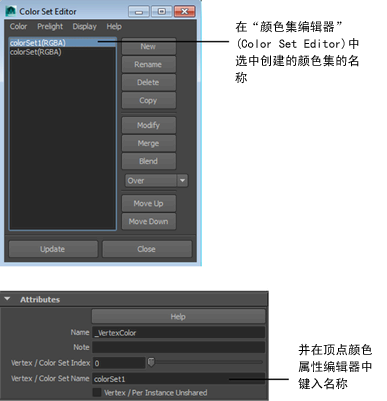 Color Set Editor
Color Prelight Display Help
colorSet1(RGBA)
colorSet(RGBA)
New
Rename
Delete
Copy
Modify
Merge
Blend
Over
Move Up
Move Down
Update
Close
在“颜色集编辑器”
(Color Set Editor)中
选中创建的颜色集的名
称
Attributes
Help
Name _VertexColor
Note
Vertex / Color Set Index 0
Vertex / Color Set Name colorSet1
Vertex / Per Instance Unshared
并在顶点颜色
属性编辑器中
键入名称